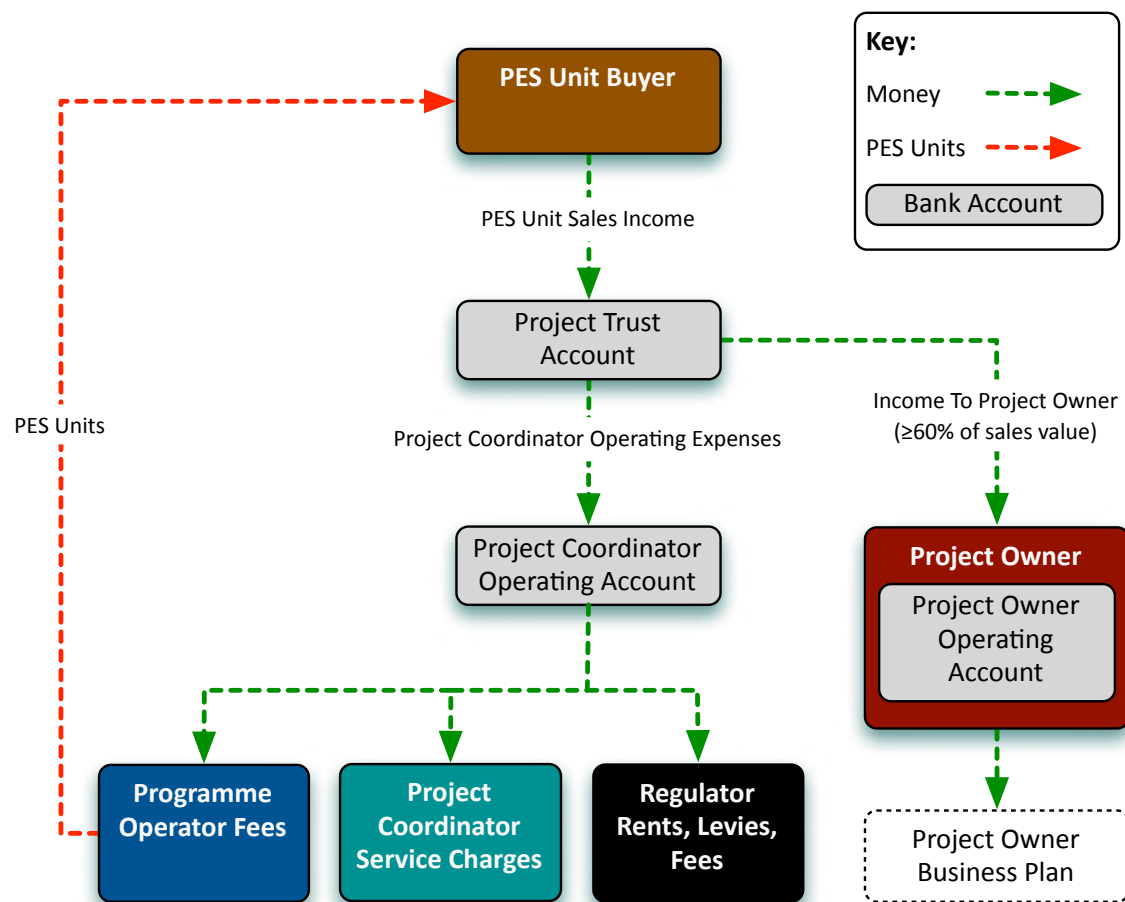 PES Unit Buyer
Key:
Money
PES Units
Bank Account
PES Unit Sales Income
Project Trust
Account
PES Units
Income To Project Owner
(≥60% of sales value)
Project Coordinator Operating Expenses
Project Coordinator
Operating Account
Project Owner
Project Owner
Operating
Account
Programme
Operator Fees
Project
Coordinator
Service Charges
Regulator
Rents, Levies,
Fees
Project Owner
Business Plan